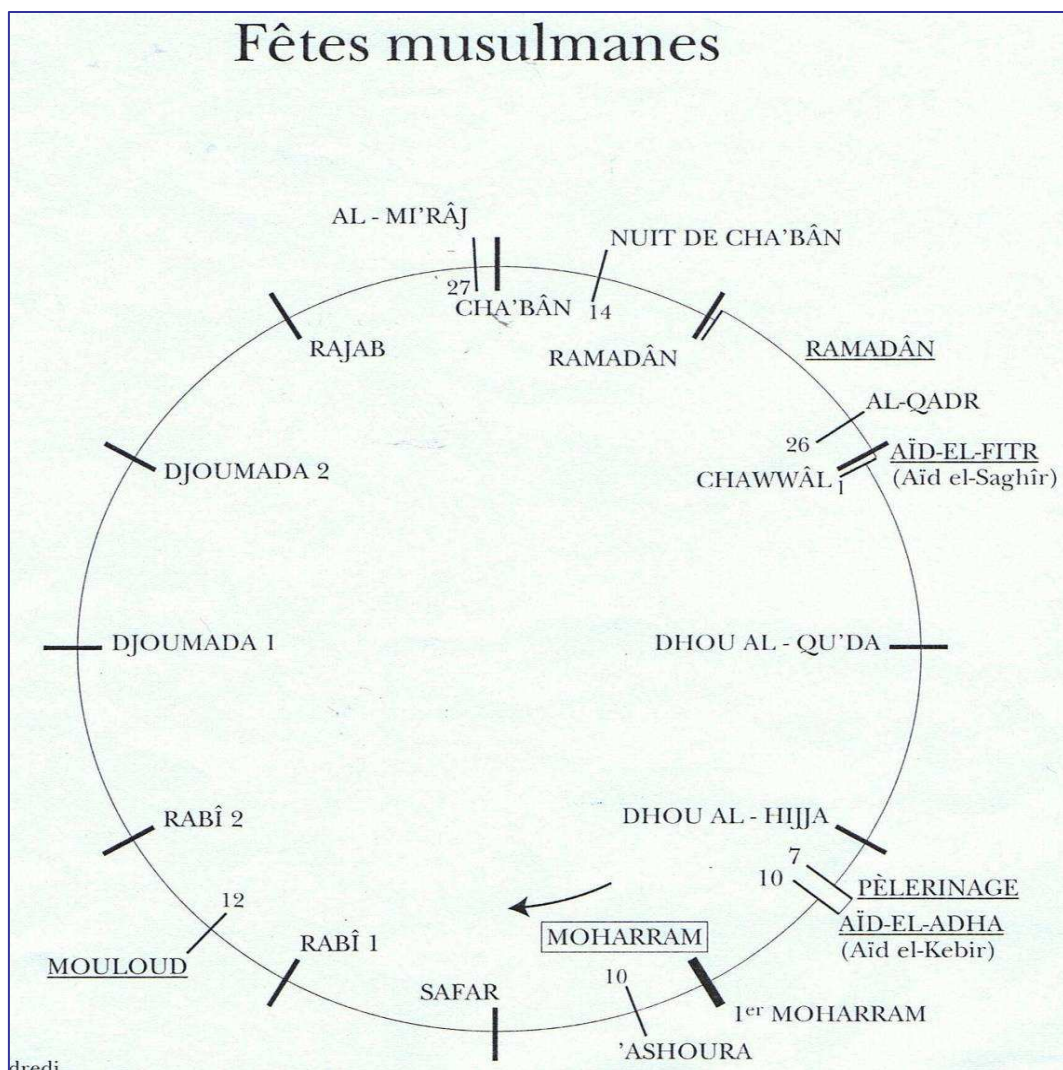 Fêtes musulmanes
AL - MI'RÂJ
NUIT DE CHA'BÂN
27
CHA'BÂN
14
RAJAB
RAMADÂN
RAMADÂN
AL-QADR
26
AÏD-EL-FITR
DJOUMADA 2
CHAWWÂL 1
(Aïd el-Saghîr)
DJOUMADA 1
DHOU AL - QU'DA
RABÎ 2
DHOU AL - HIJJA
7
10
PÈLERINAGE
12
AÏD-EL-ADHA
MOHARRAM
(Aïd el-Kebir)
RABÎ 1
MOULOUD
10
SAFAR
1er MOHARRAM
'ASHOURA
dredi